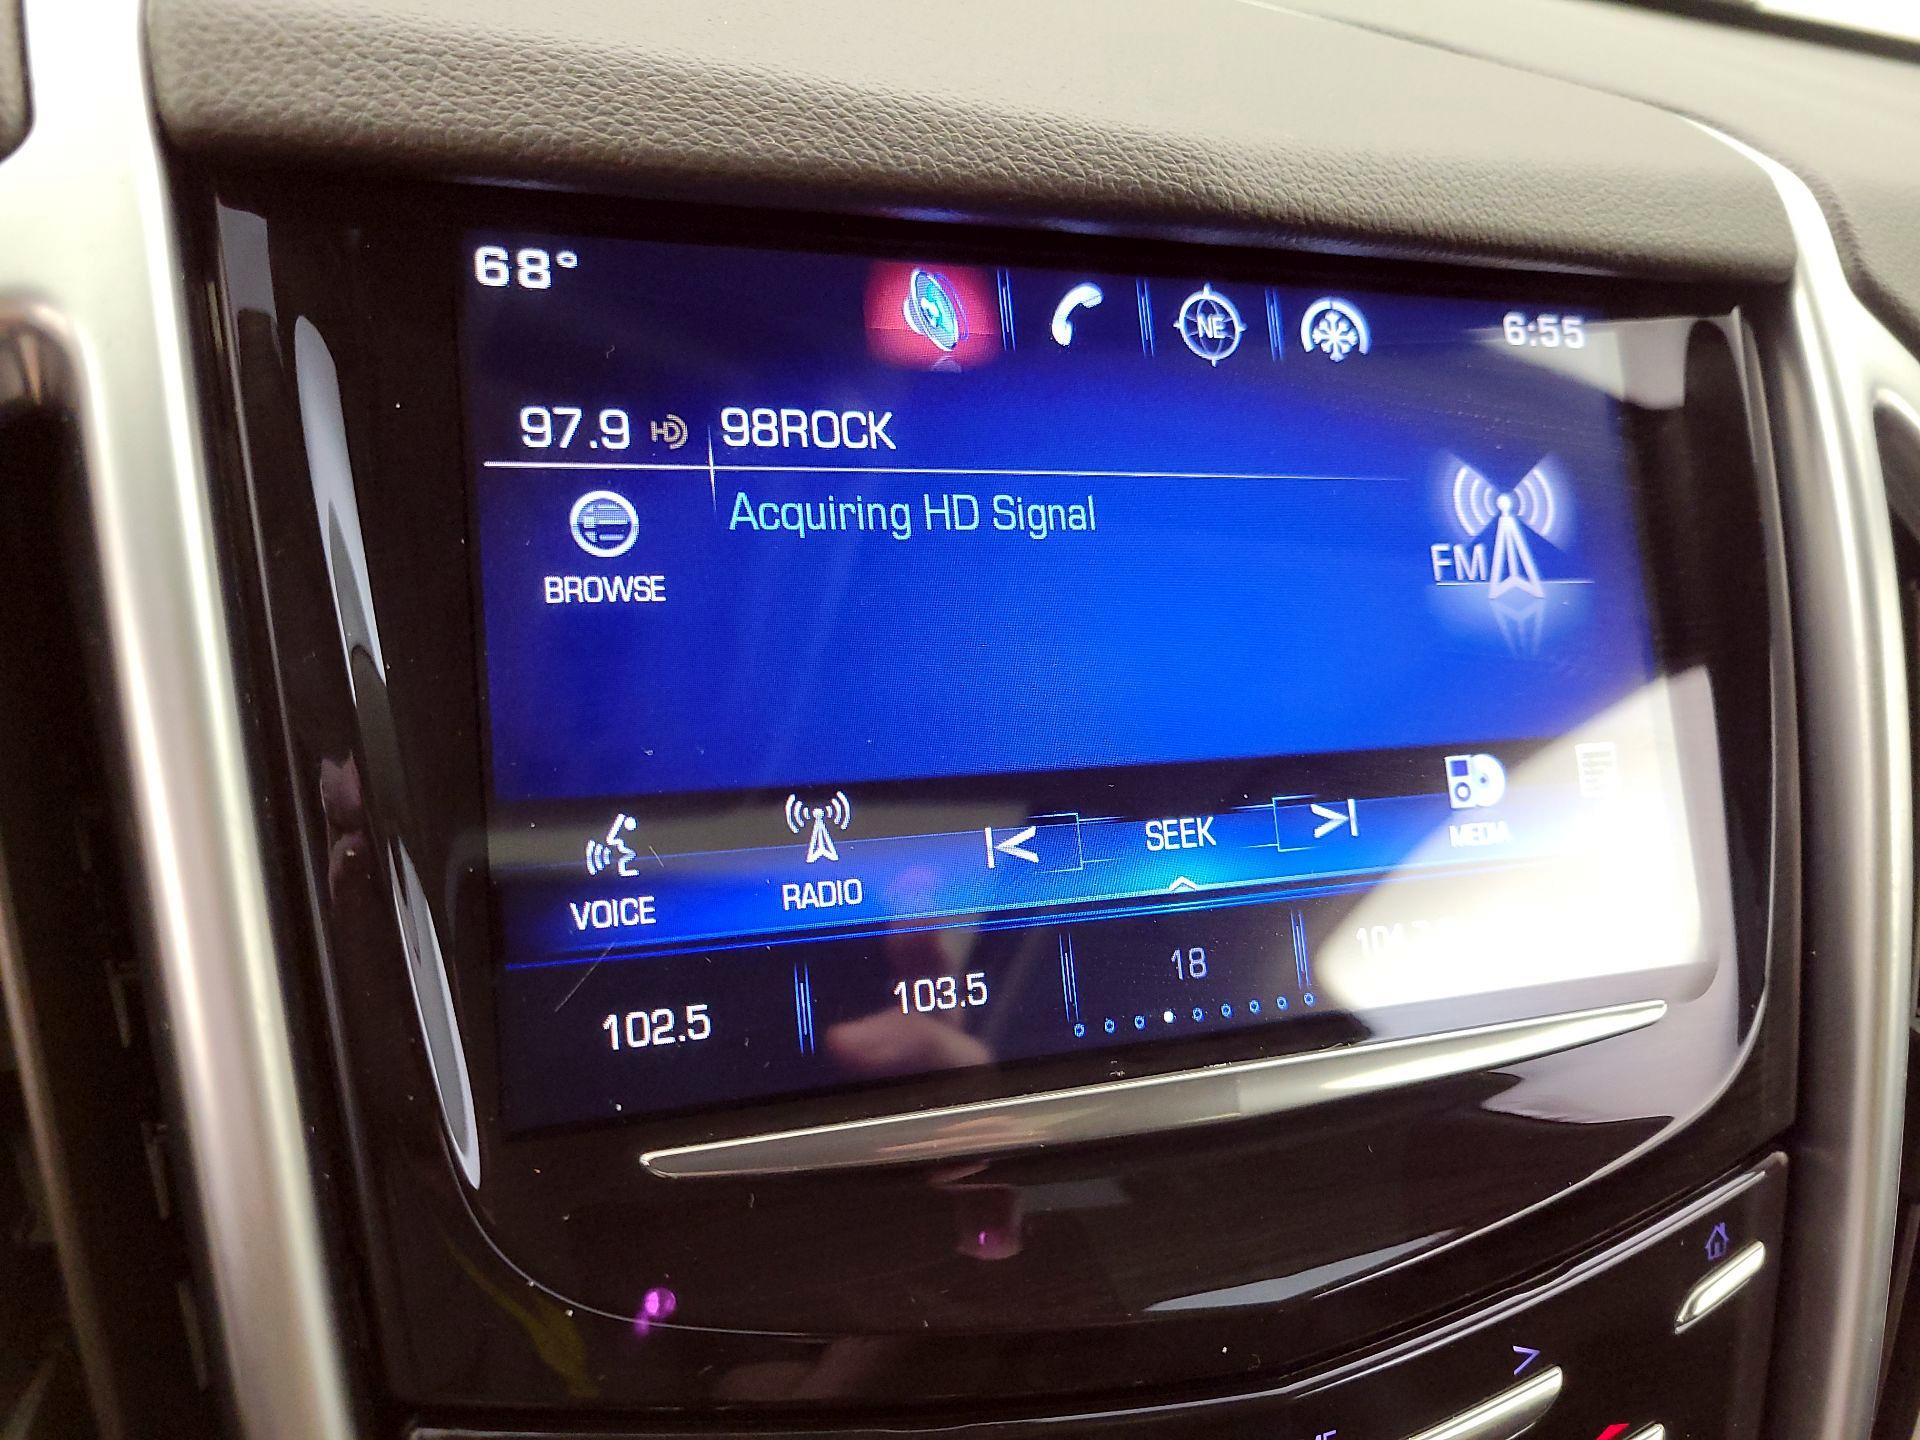 68°
NE
6:55
97.9 HD 98ROCK
Acquiring HD Signal
BROWSE
FM
VOICE
RADIO
SEEK
MEDIA
102.5
103.5
18